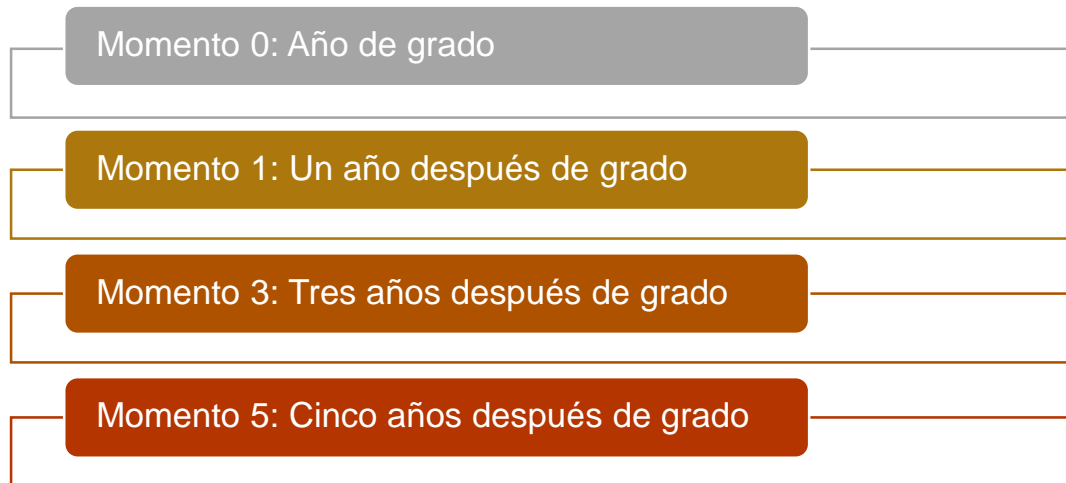 Momento 0: Año de grado
Momento 1: Un año después de grado
Momento 3: Tres años después de grado
Momento 5: Cinco años después de grado